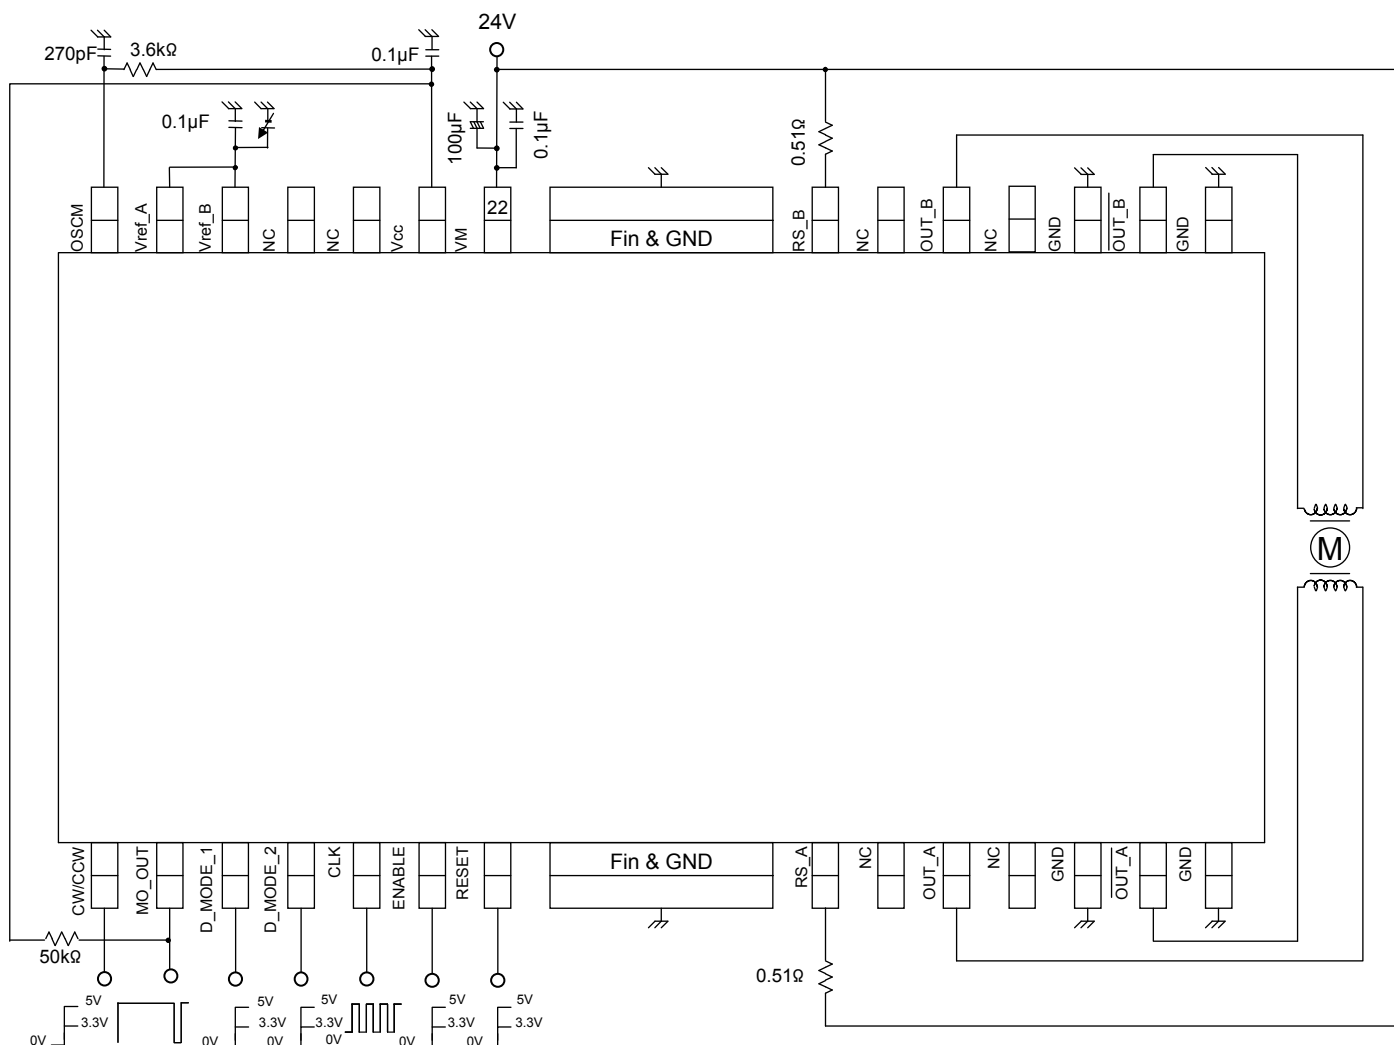 24V
270pF
3.6kΩ
0.1µF
0.1µF
100µF
0.1µF
0.51Ω
OSCM
Vref_A
Vref_B
NC
NC
Vcc
VM
22
Fin & GND
RS_B
NC
OUT_B
NC
GND
OUT_B
GND
M
CW/CCW
MO_OUT
D_MODE_1
D_MODE_2
CLK
ENABLE
RESET
Fin & GND
RS_A
NC
OUT_A
NC
GND
OUT_A
GND
50kΩ
0.51Ω
5V
3.3V
0V
5V
3.3V
0V
5V
3.3V
0V
5V
3.3V
0V
5V
3.3V
0V